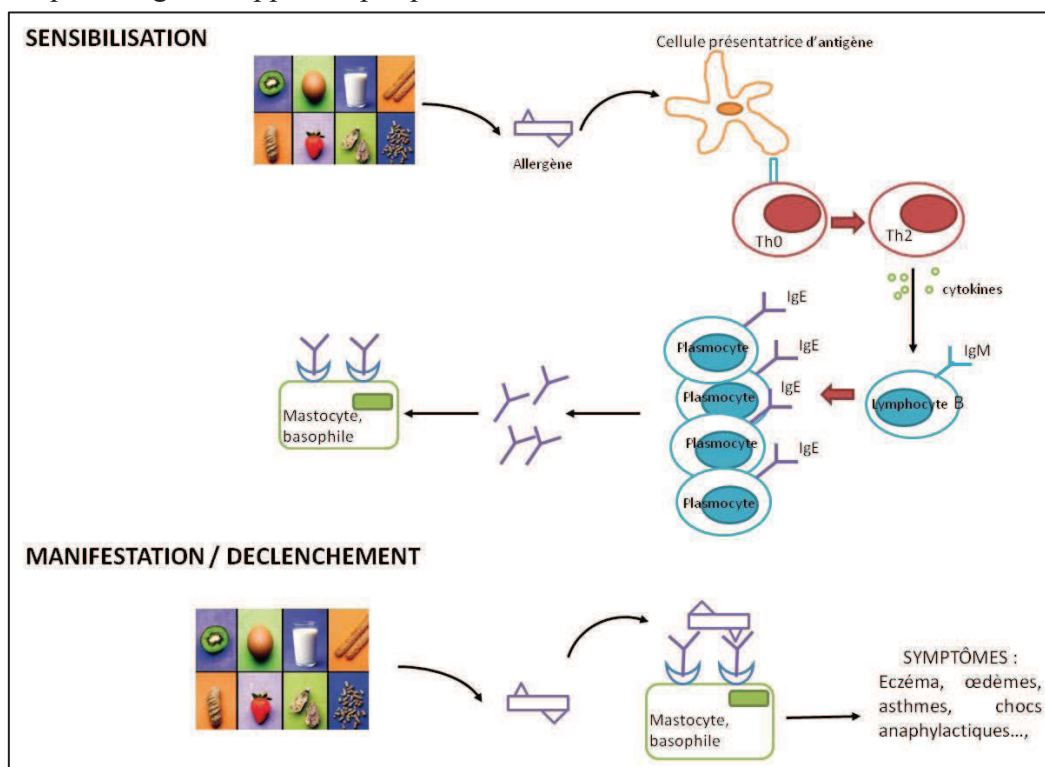 SENSIBILISATION
Cellule présentatrice d'antigène
Allergène
Th0
Th2
cytokines
IgE
IgM
Plasmocyte
IgE
Plasmocyte
IgE
Lymphocyte B
Mastocyte,
basophile
Plasmocyte
IgE
Plasmocyte
MANIFESTATION / DECLENCHEMENT
SYMPTÔMES :
Eczéma, œdèmes,
asthmes, chocs
anaphylactiques...,
Mastocyte,
basophile